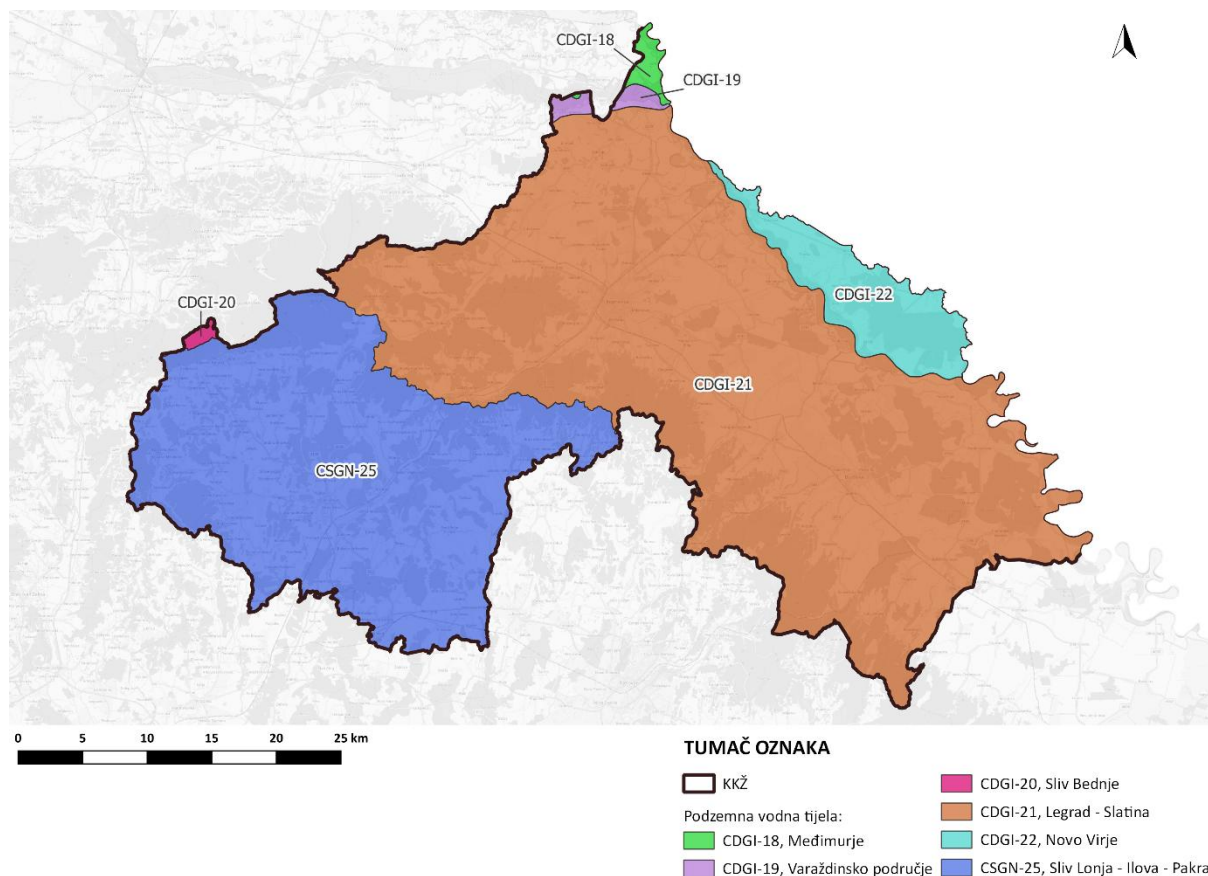 CDGI-18
CDGI-19
CDGI-20
CDGI-22
CDGI-21
CSGN-25
0 5 10 15 20 25 km
TUMAČ OZNAKA
KKŽ
Podzemna vodna tijela:
CDGI-18, Međimurje
CDGI-19, Varaždinsko područje
CDGI-20, Sliv Bednje
CDGI-21, Legrad - Slatina
CDGI-22, Novo Virje
CSGN-25, Sliv Lonja - Ilova - Pakra